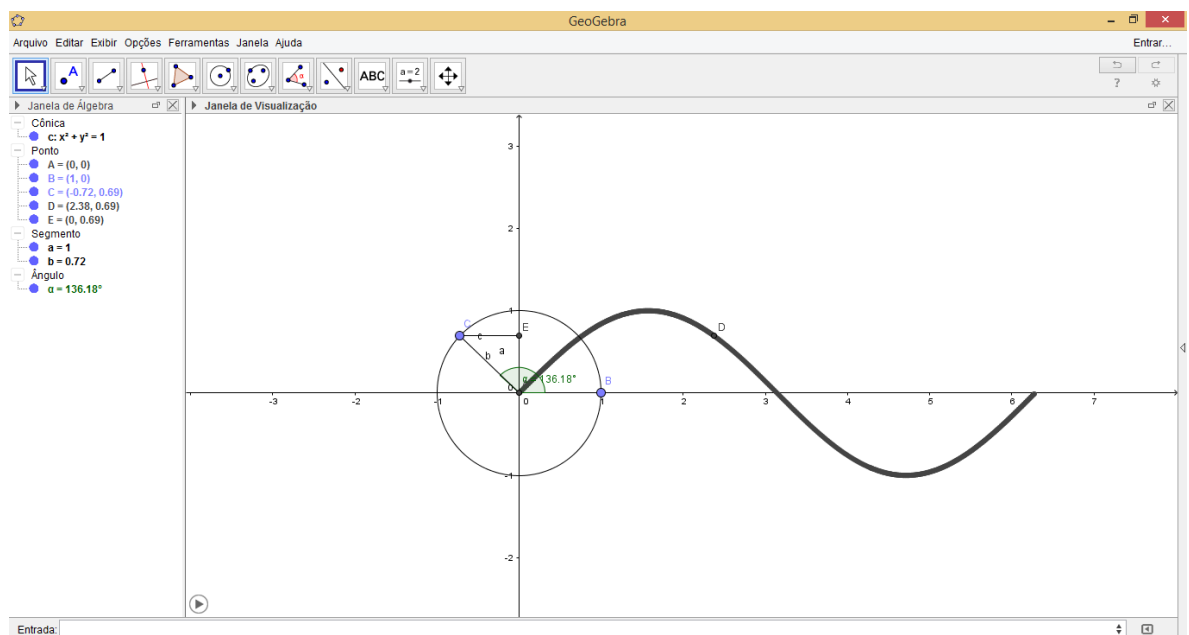 GeoGebra
Arquivo Editar Exibir Opções Ferramentas Janela Ajuda
Entrar...
A
α
ABC
a=2
?
Janela de Álgebra
Janela de Visualização
Cônica
c: x² + y² = 1
Ponto
A = (0, 0)
B = (1, 0)
C = (-0.72, 0.69)
D = (2.38, 0.69)
E = (0, 0.69)
Segmento
a = 1
b = 0.72
Ângulo
α = 136.18°
3
2
1
C
c
E
D
a
b
α = 136.18°
B
0
-3 -2 -1 0 1 2 3 4 5 6 7
-1
-2
Entrada: